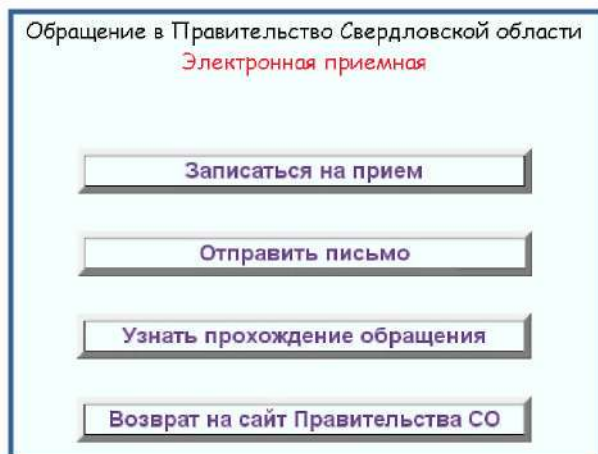 Обращение в Правительство Свердловской области
Электронная приемная
Записаться на прием
Отправить письмо
Узнать прохождение обращения
Возврат на сайт Правительства СО